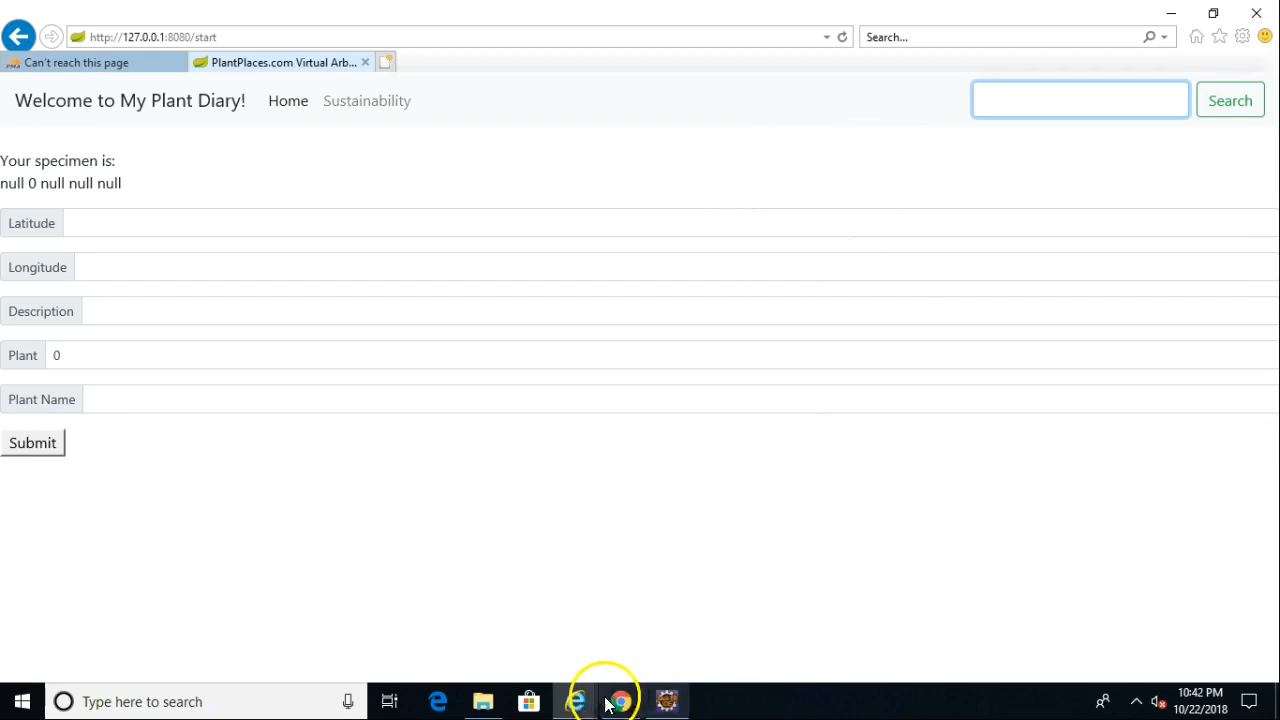 http://127.0.0.1:8080/start
Search...
Can't reach this page
PlantPlaces.com Virtual Arb...
Welcome to My Plant Diary!
Home
Sustainability
Search
Your specimen is:
null 0 null null null
Latitude
Longitude
Description
Plant
0
Plant Name
Submit
Type here to search
10:42 PM
10/22/2018